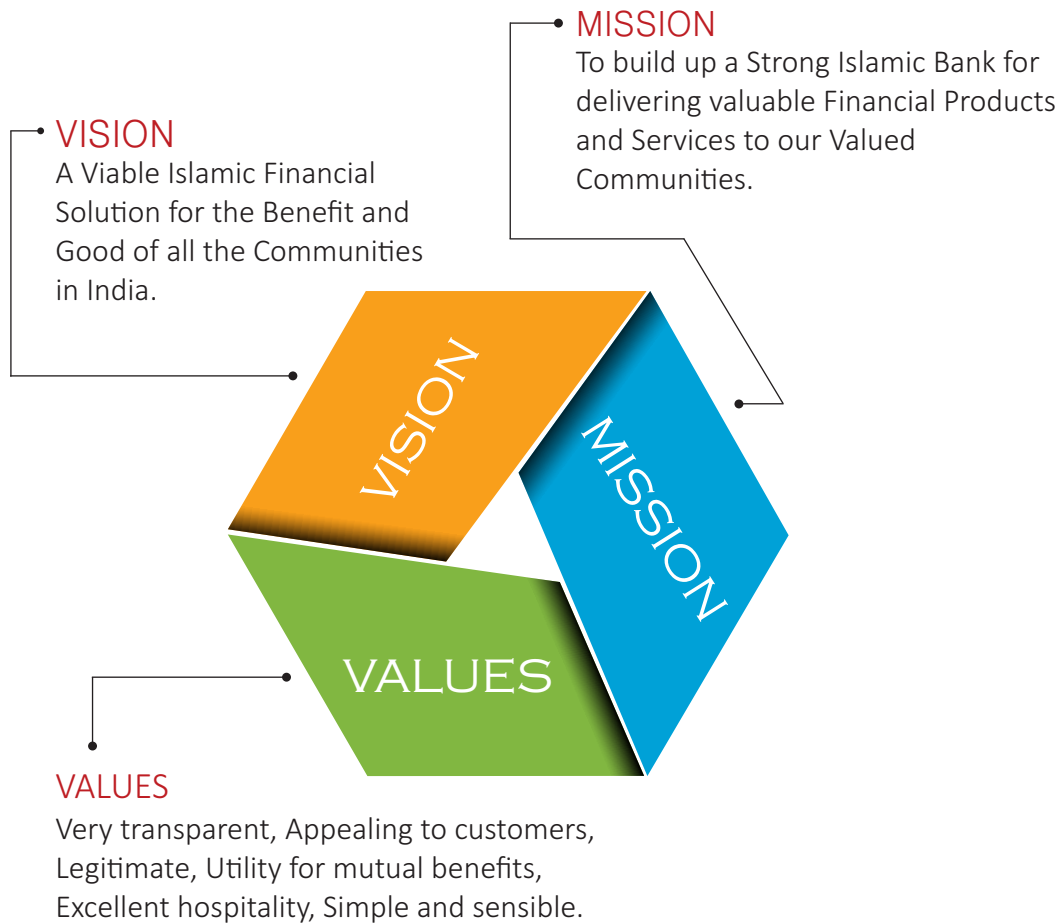 MISSION
To build up a Strong Islamic Bank for
delivering valuable Financial Products
and Services to our Valued
Communities.
VISION
A Viable Islamic Financial
Solution for the Benefit and
Good of all the Communities
in India.
VISION
MISSION
VALUES
VALUES
Very transparent, Appealing to customers,
Legitimate, Utility for mutual benefits,
Excellent hospitality, Simple and sensible.